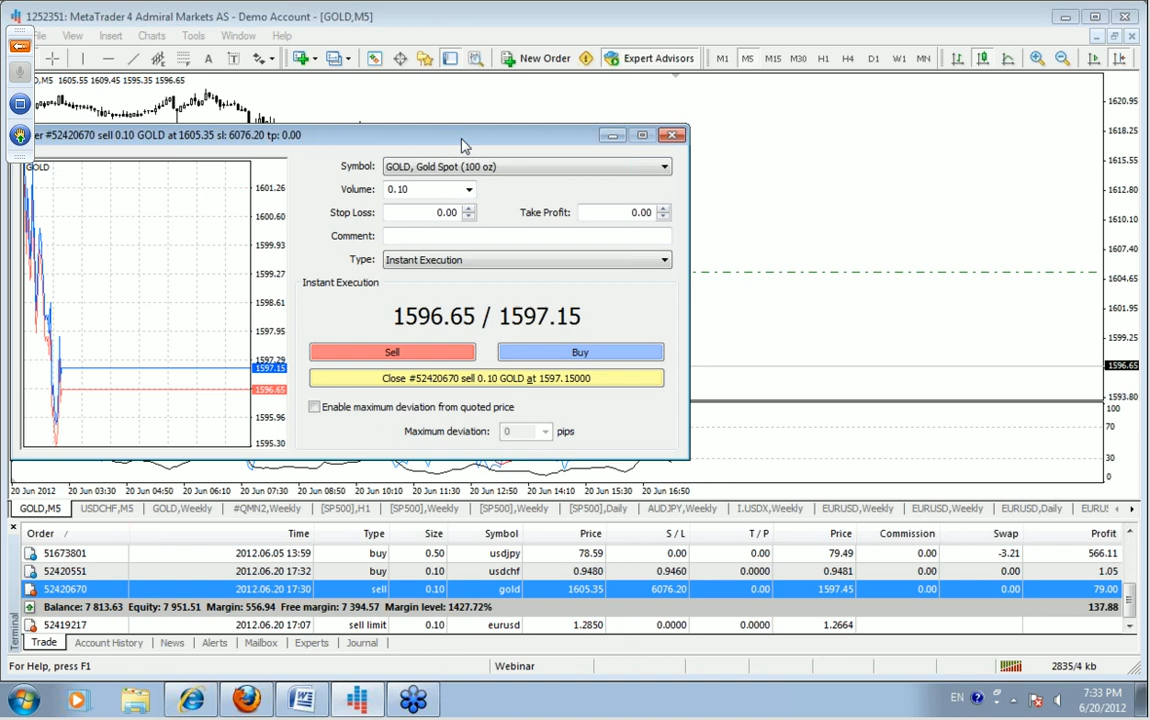 1252351: MetaTrader 4 Admiral Markets AS - Demo Account - [GOLD,M5]
View Insert Charts Tools Window Help
New Order Expert Advisors M1 M5 M15 M30 H1 H4 D1 W1 MN
,M5 1605.55 1609.45 1595.35 1596.65
#52420670 sell 0.10 GOLD at 1605.35 sl: 6076.20 tp: 0.00
GOLD
1601.26
1600.60
1599.93
1599.27
1598.61
1597.95
1597.29
1597.15
1596.65
1595.96
1595.30
Symbol: GOLD, Gold Spot (100 oz)
Volume: 0.10
Stop Loss: 0.00 Take Profit: 0.00
Comment:
Type: Instant Execution
Instant Execution
1596.65 / 1597.15
Sell Buy
Close #52420670 sell 0.10 GOLD at 1597.15000
Enable maximum deviation from quoted price
Maximum deviation: 0 pips
1620.95
1618.25
1615.55
1612.80
1610.10
1607.40
1604.65
1601.95
1599.25
1596.65
1593.80
100
70
30
0
20 Jun 2012 20 Jun 03:30 20 Jun 04:50 20 Jun 06:10 20 Jun 07:30 20 Jun 08:50 20 Jun 10:10 20 Jun 11:30 20 Jun 12:50 20 Jun 14:10 20 Jun 15:30 20 Jun 16:50
GOLD,M5 USDCHF,M5 GOLD,Weekly #QMN2,Weekly [SP500],H1 [SP500],Weekly [SP500],Weekly [SP500],Daily AUDJPY,Weekly I.USDX,Weekly EURUSD,Weekly EURUSD,Weekly EURUSD,Daily
Order Time Type Size Symbol Price S / L T / P Price Commission Swap Profit
51673801 2012.06.05 13:59 buy 0.50 usdjpy 78.59 0.00 0.00 79.49 0.00 -3.21 566.11
52420551 2012.06.20 17:32 buy 0.10 usdchf 0.9480 0.9460 0.0000 0.9481 0.00 0.00 1.05
52420670 2012.06.20 17:30 sell 0.10 gold 1605.35 6076.20 0.00 1597.45 0.00 0.00 79.00
Balance: 7 813.63 Equity: 7 951.51 Margin: 556.94 Free margin: 7 394.57 Margin level: 1427.72% 137.88
52419217 2012.06.20 17:07 sell limit 0.10 eurusd 1.2850 0.0000 0.0000 1.2664
Terminal
Trade Account History News Alerts Mailbox Experts Journal
For Help, press F1 Webinar 2835/4 kb
EN 7:33 PM
6/20/2012